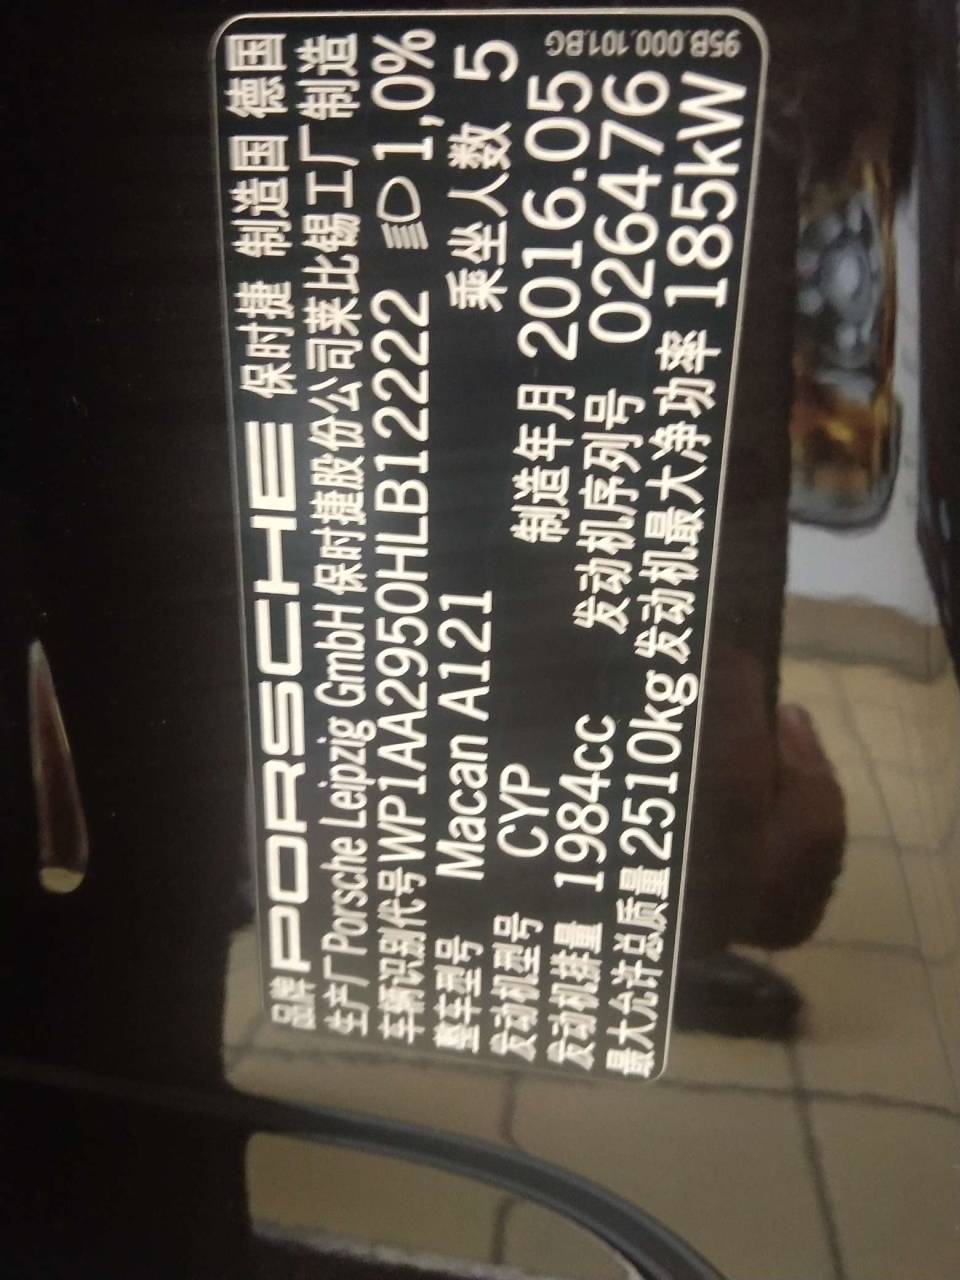 品牌 PORSCHE 保时捷 制造国 德国
生产厂 Porsche Leipzig GmbH 保时捷股份公司莱比锡工厂制造
车辆识别代号 WP1AA2950HLB12222 1,0%
整车型号 Macan A121 乘坐人数 5
发动机型号 CYP 制造年月 2016.05
发动机排量 1984cc 发动机序列号 026476
最大允许总质量 2510kg 发动机最大净功率 185kW
95B.000.101.BG